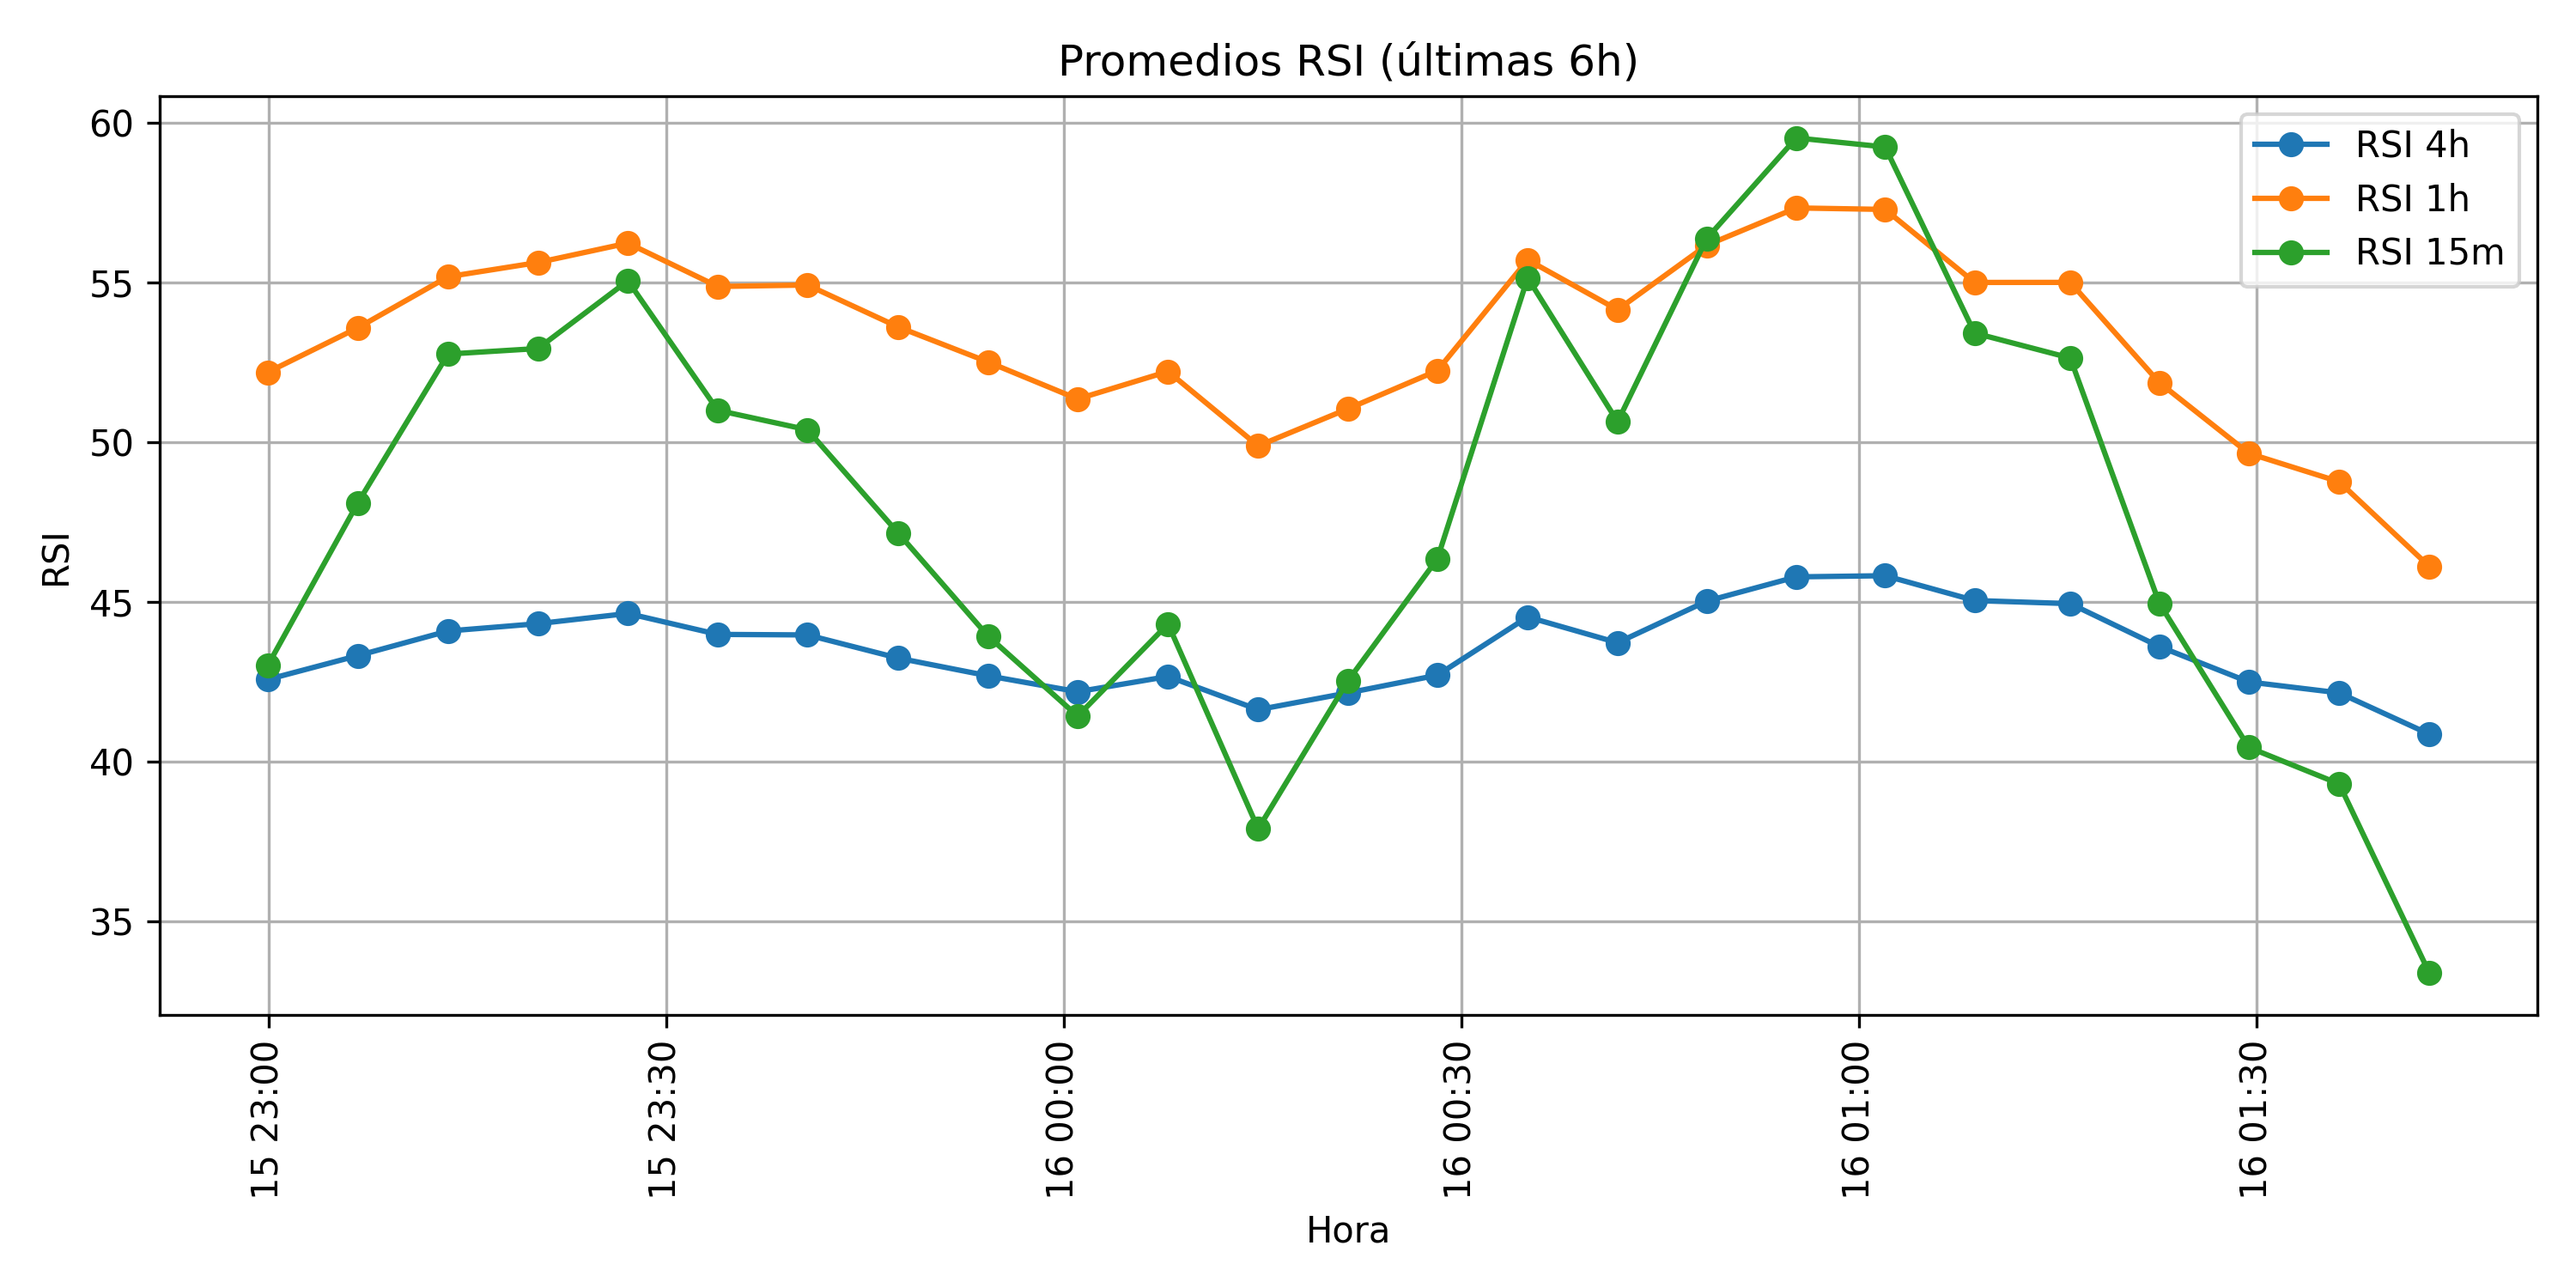 Promedios RSI (últimas 6h)
60
55
50
45
40
35
RSI
RSI 4h
RSI 1h
RSI 15m
15 23:00
15 23:30
16 00:00
16 00:30
16 01:00
16 01:30
Hora